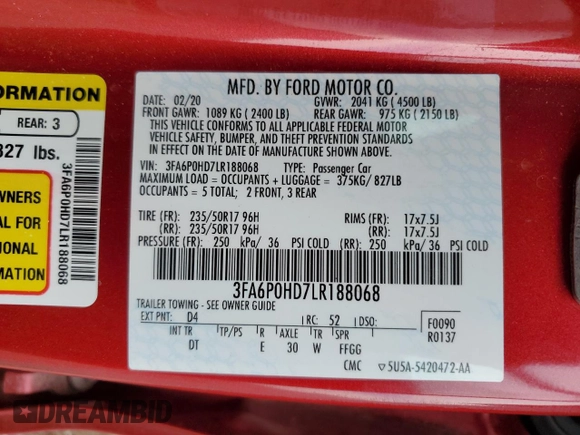 FORMATION
REAR: 3
827 lbs.
WNERS
AL FOR
IONAL
RMATION
3FA6P0HD7LR188068
MFD. BY FORD MOTOR CO.
DATE: 02/20 GVWR: 2041 KG ( 4500 LB)
FRONT GAWR: 1089 KG ( 2400 LB) REAR GAWR: 975 KG ( 2150 LB)
THIS VEHICLE CONFORMS TO ALL APPLICABLE FEDERAL MOTOR
VEHICLE SAFETY, BUMPER, AND THEFT PREVENTION STANDARDS
IN EFFECT ON THE DATE OF MANUFACTURE SHOWN ABOVE.
VIN: 3FA6P0HD7LR188068 TYPE: Passenger Car
MAXIMUM LOAD = OCCUPANTS + LUGGAGE = 375KG/ 827LB
OCCUPANTS = 5 TOTAL; 2 FRONT, 3 REAR
TIRE (FR): 235/50R17 96H RIMS (FR): 17x7.5J
(RR): 235/50R17 96H (RR): 17x7.5J
PRESSURE (FR): 250 kPa/ 36 PSI COLD (RR): 250 kPa/ 36 PSI COLD
3FA6P0HD7LR188068
TRAILER TOWING - SEE OWNER GUIDE
EXT PNT: D4 RC: 52 DSO:
F0090
R0137
INT TR TP/PS R AXLE TR SPR
DT E 30 W FFGG
CMC ▽5U5A-5420472-AA
DREAMBID